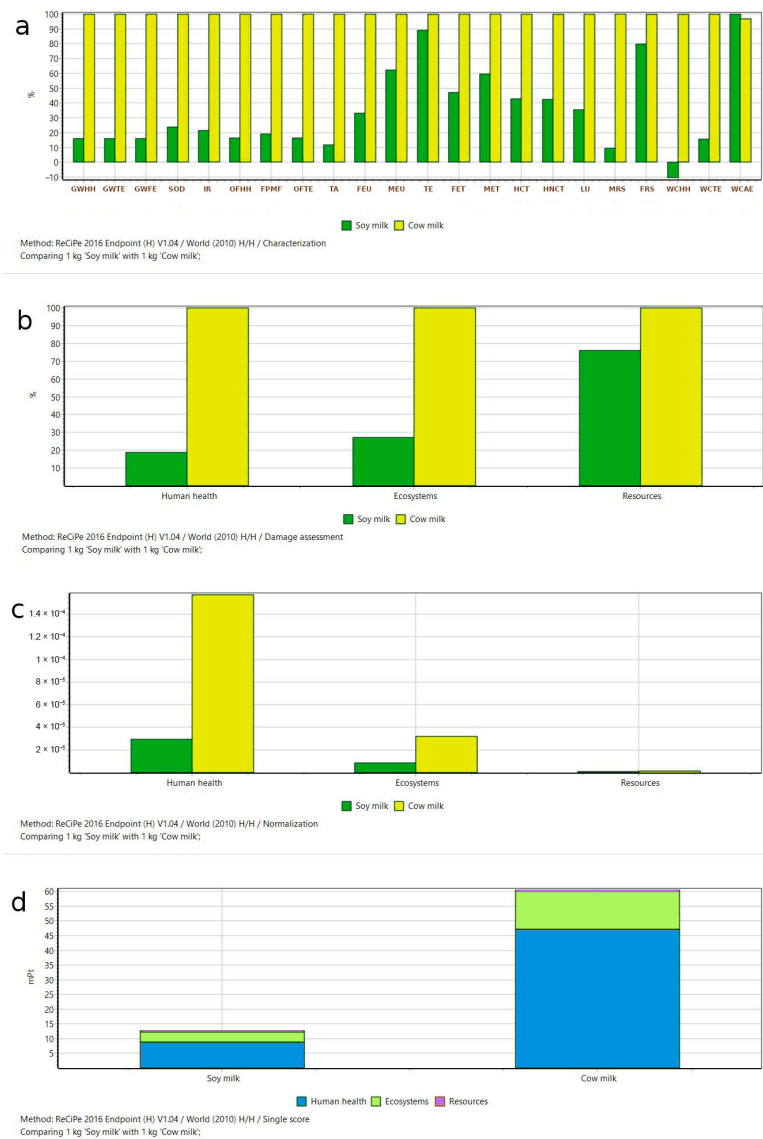 a
100
90
80
70
60
50
40
30
20
10
0
−10
%
GWHH GWTE GWFE SOD IR OFHH FPMF OFTE TA FEU MEU TE FET MET HCT HNCT LU MRS FRS WCHH WCTE WCAE
Soy milk Cow milk
Method: ReCiPe 2016 Endpoint (H) V1.04 / World (2010) H/H / Characterization
Comparing 1 kg 'Soy milk' with 1 kg 'Cow milk';
b
100
90
80
70
60
50
40
30
20
10
%
Human health Ecosystems Resources
Soy milk Cow milk
Method: ReCiPe 2016 Endpoint (H) V1.04 / World (2010) H/H / Damage assessment
Comparing 1 kg 'Soy milk' with 1 kg 'Cow milk';
c
1.4 × 10⁻⁴
1.2 × 10⁻⁴
1 × 10⁻⁴
8 × 10⁻⁵
6 × 10⁻⁵
4 × 10⁻⁵
2 × 10⁻⁵
Human health Ecosystems Resources
Soy milk Cow milk
Method: ReCiPe 2016 Endpoint (H) V1.04 / World (2010) H/H / Normalization
Comparing 1 kg 'Soy milk' with 1 kg 'Cow milk';
d
60
55
50
45
40
35
30
25
20
15
10
5
mPt
Soy milk Cow milk
Human health Ecosystems Resources
Method: ReCiPe 2016 Endpoint (H) V1.04 / World (2010) H/H / Single score
Comparing 1 kg 'Soy milk' with 1 kg 'Cow milk';